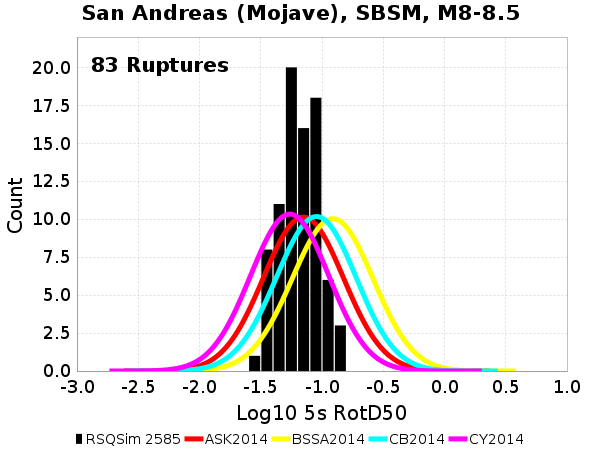 San Andreas (Mojave), SBSM, M8-8.5
83 Ruptures
20.0
17.5
15.0
12.5
10.0
7.5
5.0
2.5
0.0
Count
-3.0 -2.5 -2.0 -1.5 -1.0 -0.5 0.0 0.5 1.0
Log10 5s RotD50
RSQSim 2585 ASK2014 BSSA2014 CB2014 CY2014